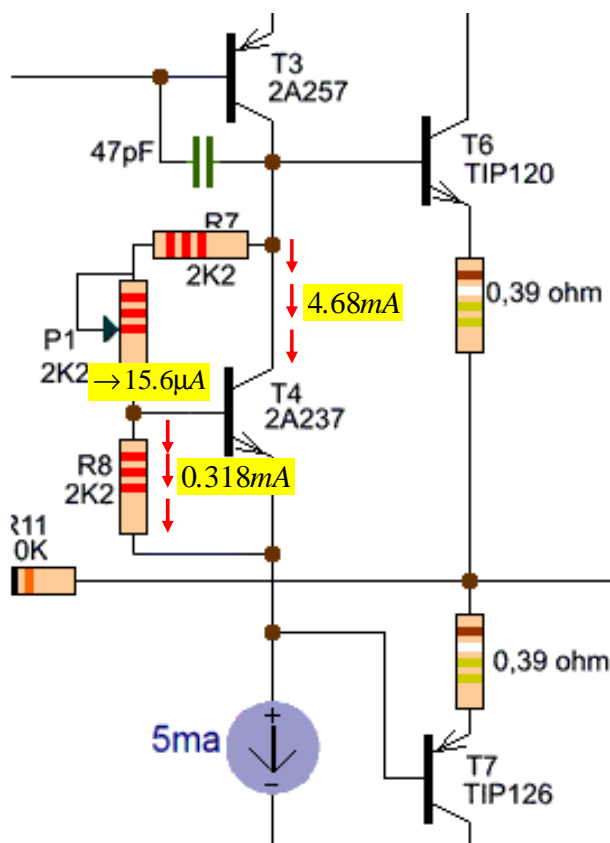 T3
2A257
47pF
T6
TIP120
R7
2K2
4.68mA
0,39 ohm
P1
2K2
→15.6µA
T4
2A237
R8
2K2
0.318mA
R11
0K
0,39 ohm
+
5ma
-
T7
TIP126